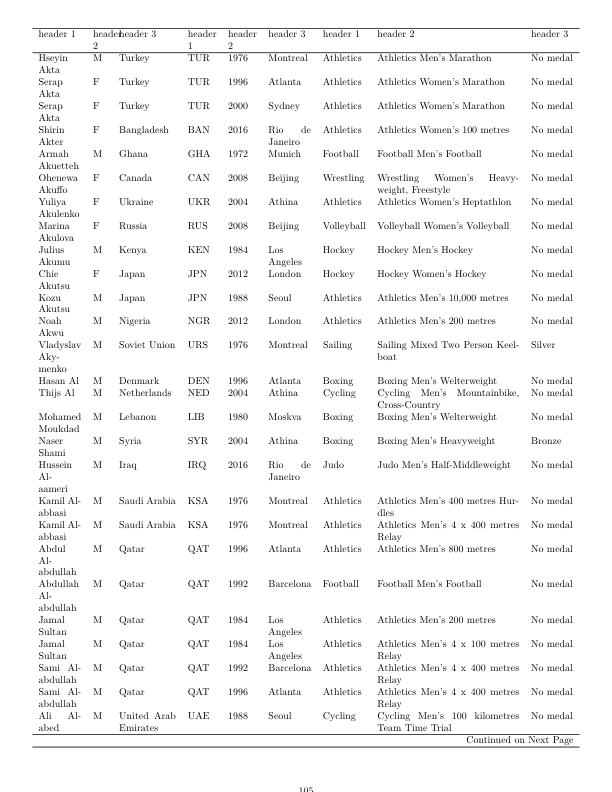 header 1 header 2 header 3 header 1 header 2 header 3 header 1 header 2 header 3
Hseyin Akta M Turkey TUR 1976 Montreal Athletics Athletics Men's Marathon No medal
Serap Akta F Turkey TUR 1996 Atlanta Athletics Athletics Women's Marathon No medal
Serap Akta F Turkey TUR 2000 Sydney Athletics Athletics Women's Marathon No medal
Shirin Akter F Bangladesh BAN 2016 Rio de Janeiro Athletics Athletics Women's 100 metres No medal
Armah Akuetteh M Ghana GHA 1972 Munich Football Football Men's Football No medal
Ohenewa Akuffo F Canada CAN 2008 Beijing Wrestling Wrestling Women's Heavy-weight, Freestyle No medal
Yuliya Akulenko F Ukraine UKR 2004 Athina Athletics Athletics Women's Heptathlon No medal
Marina Akulova F Russia RUS 2008 Beijing Volleyball Volleyball Women's Volleyball No medal
Julius Akumu M Kenya KEN 1984 Los Angeles Hockey Hockey Men's Hockey No medal
Chie Akutsu F Japan JPN 2012 London Hockey Hockey Women's Hockey No medal
Kozu Akutsu M Japan JPN 1988 Seoul Athletics Athletics Men's 10,000 metres No medal
Noah Akwu M Nigeria NGR 2012 London Athletics Athletics Men's 200 metres No medal
Vladyslav Aky-menko M Soviet Union URS 1976 Montreal Sailing Sailing Mixed Two Person Keel-boat Silver
Hasan Al M Denmark DEN 1996 Atlanta Boxing Boxing Men's Welterweight No medal
Thijs Al M Netherlands NED 2004 Athina Cycling Cycling Men's Mountainbike, Cross-Country No medal
Mohamed Moukdad M Lebanon LIB 1980 Moskva Boxing Boxing Men's Welterweight No medal
Naser Shami M Syria SYR 2004 Athina Boxing Boxing Men's Heavyweight Bronze
Hussein Al-aameri M Iraq IRQ 2016 Rio de Janeiro Judo Judo Men's Half-Middleweight No medal
Kamil Al-abbasi M Saudi Arabia KSA 1976 Montreal Athletics Athletics Men's 400 metres Hur-dles No medal
Kamil Al-abbasi M Saudi Arabia KSA 1976 Montreal Athletics Athletics Men's 4 x 400 metres Relay No medal
Abdul Al-abdullah M Qatar QAT 1996 Atlanta Athletics Athletics Men's 800 metres No medal
Abdullah Al-abdullah M Qatar QAT 1992 Barcelona Football Football Men's Football No medal
Jamal Sultan M Qatar QAT 1984 Los Angeles Athletics Athletics Men's 200 metres No medal
Jamal Sultan M Qatar QAT 1984 Los Angeles Athletics Athletics Men's 4 x 100 metres Relay No medal
Sami Al-abdullah M Qatar QAT 1992 Barcelona Athletics Athletics Men's 4 x 400 metres Relay No medal
Sami Al-abdullah M Qatar QAT 1996 Atlanta Athletics Athletics Men's 4 x 400 metres Relay No medal
Ali Al-abed M United Arab Emirates UAE 1988 Seoul Cycling Cycling Men's 100 kilometres Team Time Trial No medal
Continued on Next Page
105